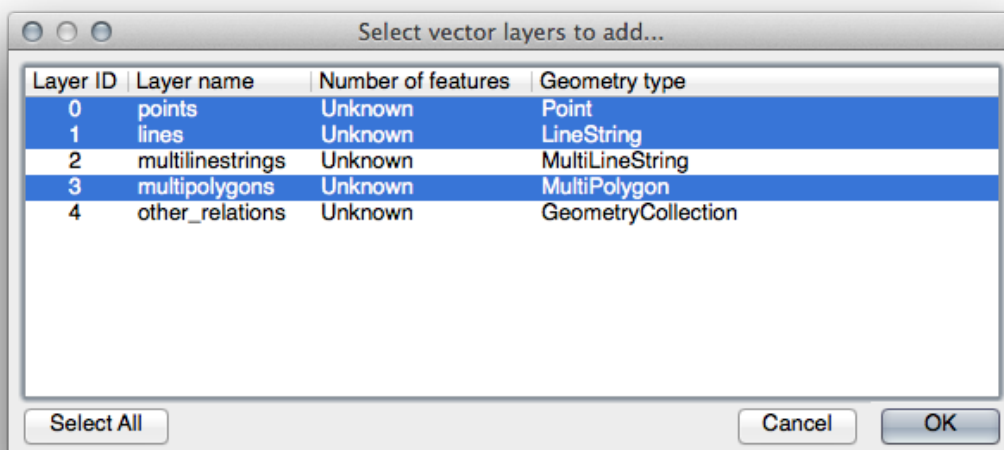 Select vector layers to add...
Layer ID Layer name Number of features Geometry type
0 points Unknown Point
1 lines Unknown LineString
2 multilinestrings Unknown MultiLineString
3 multipolygons Unknown MultiPolygon
4 other_relations Unknown GeometryCollection
Select All Cancel OK